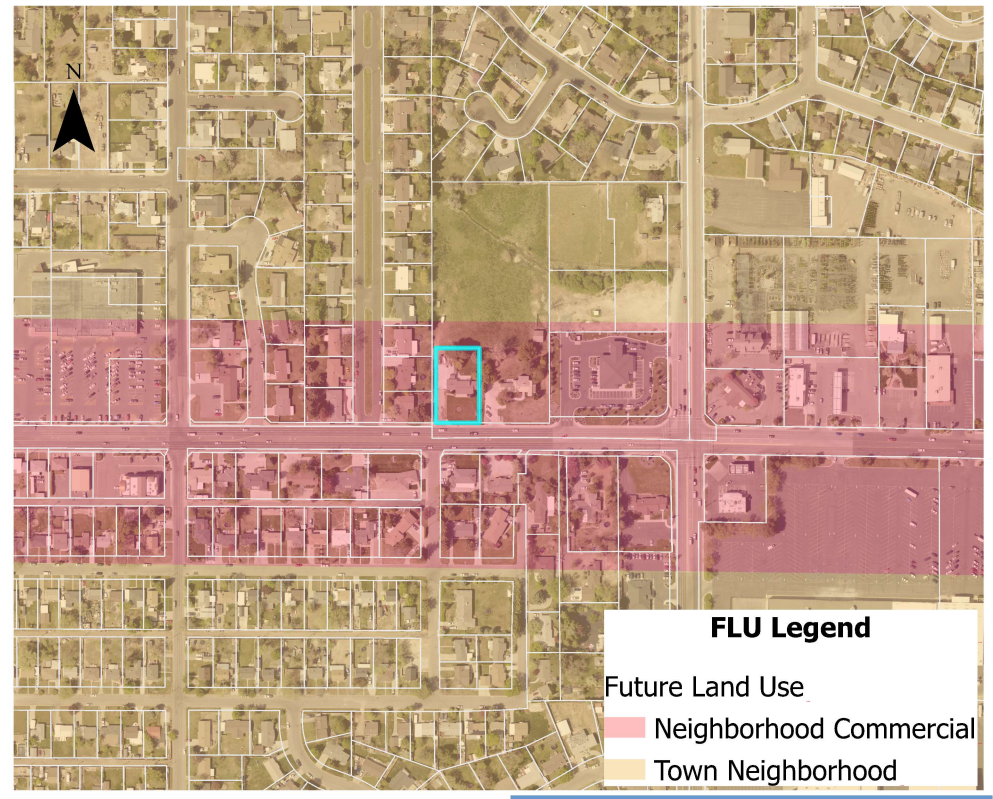 N
FLU Legend
Future Land Use
Neighborhood Commercial
Town Neighborhood